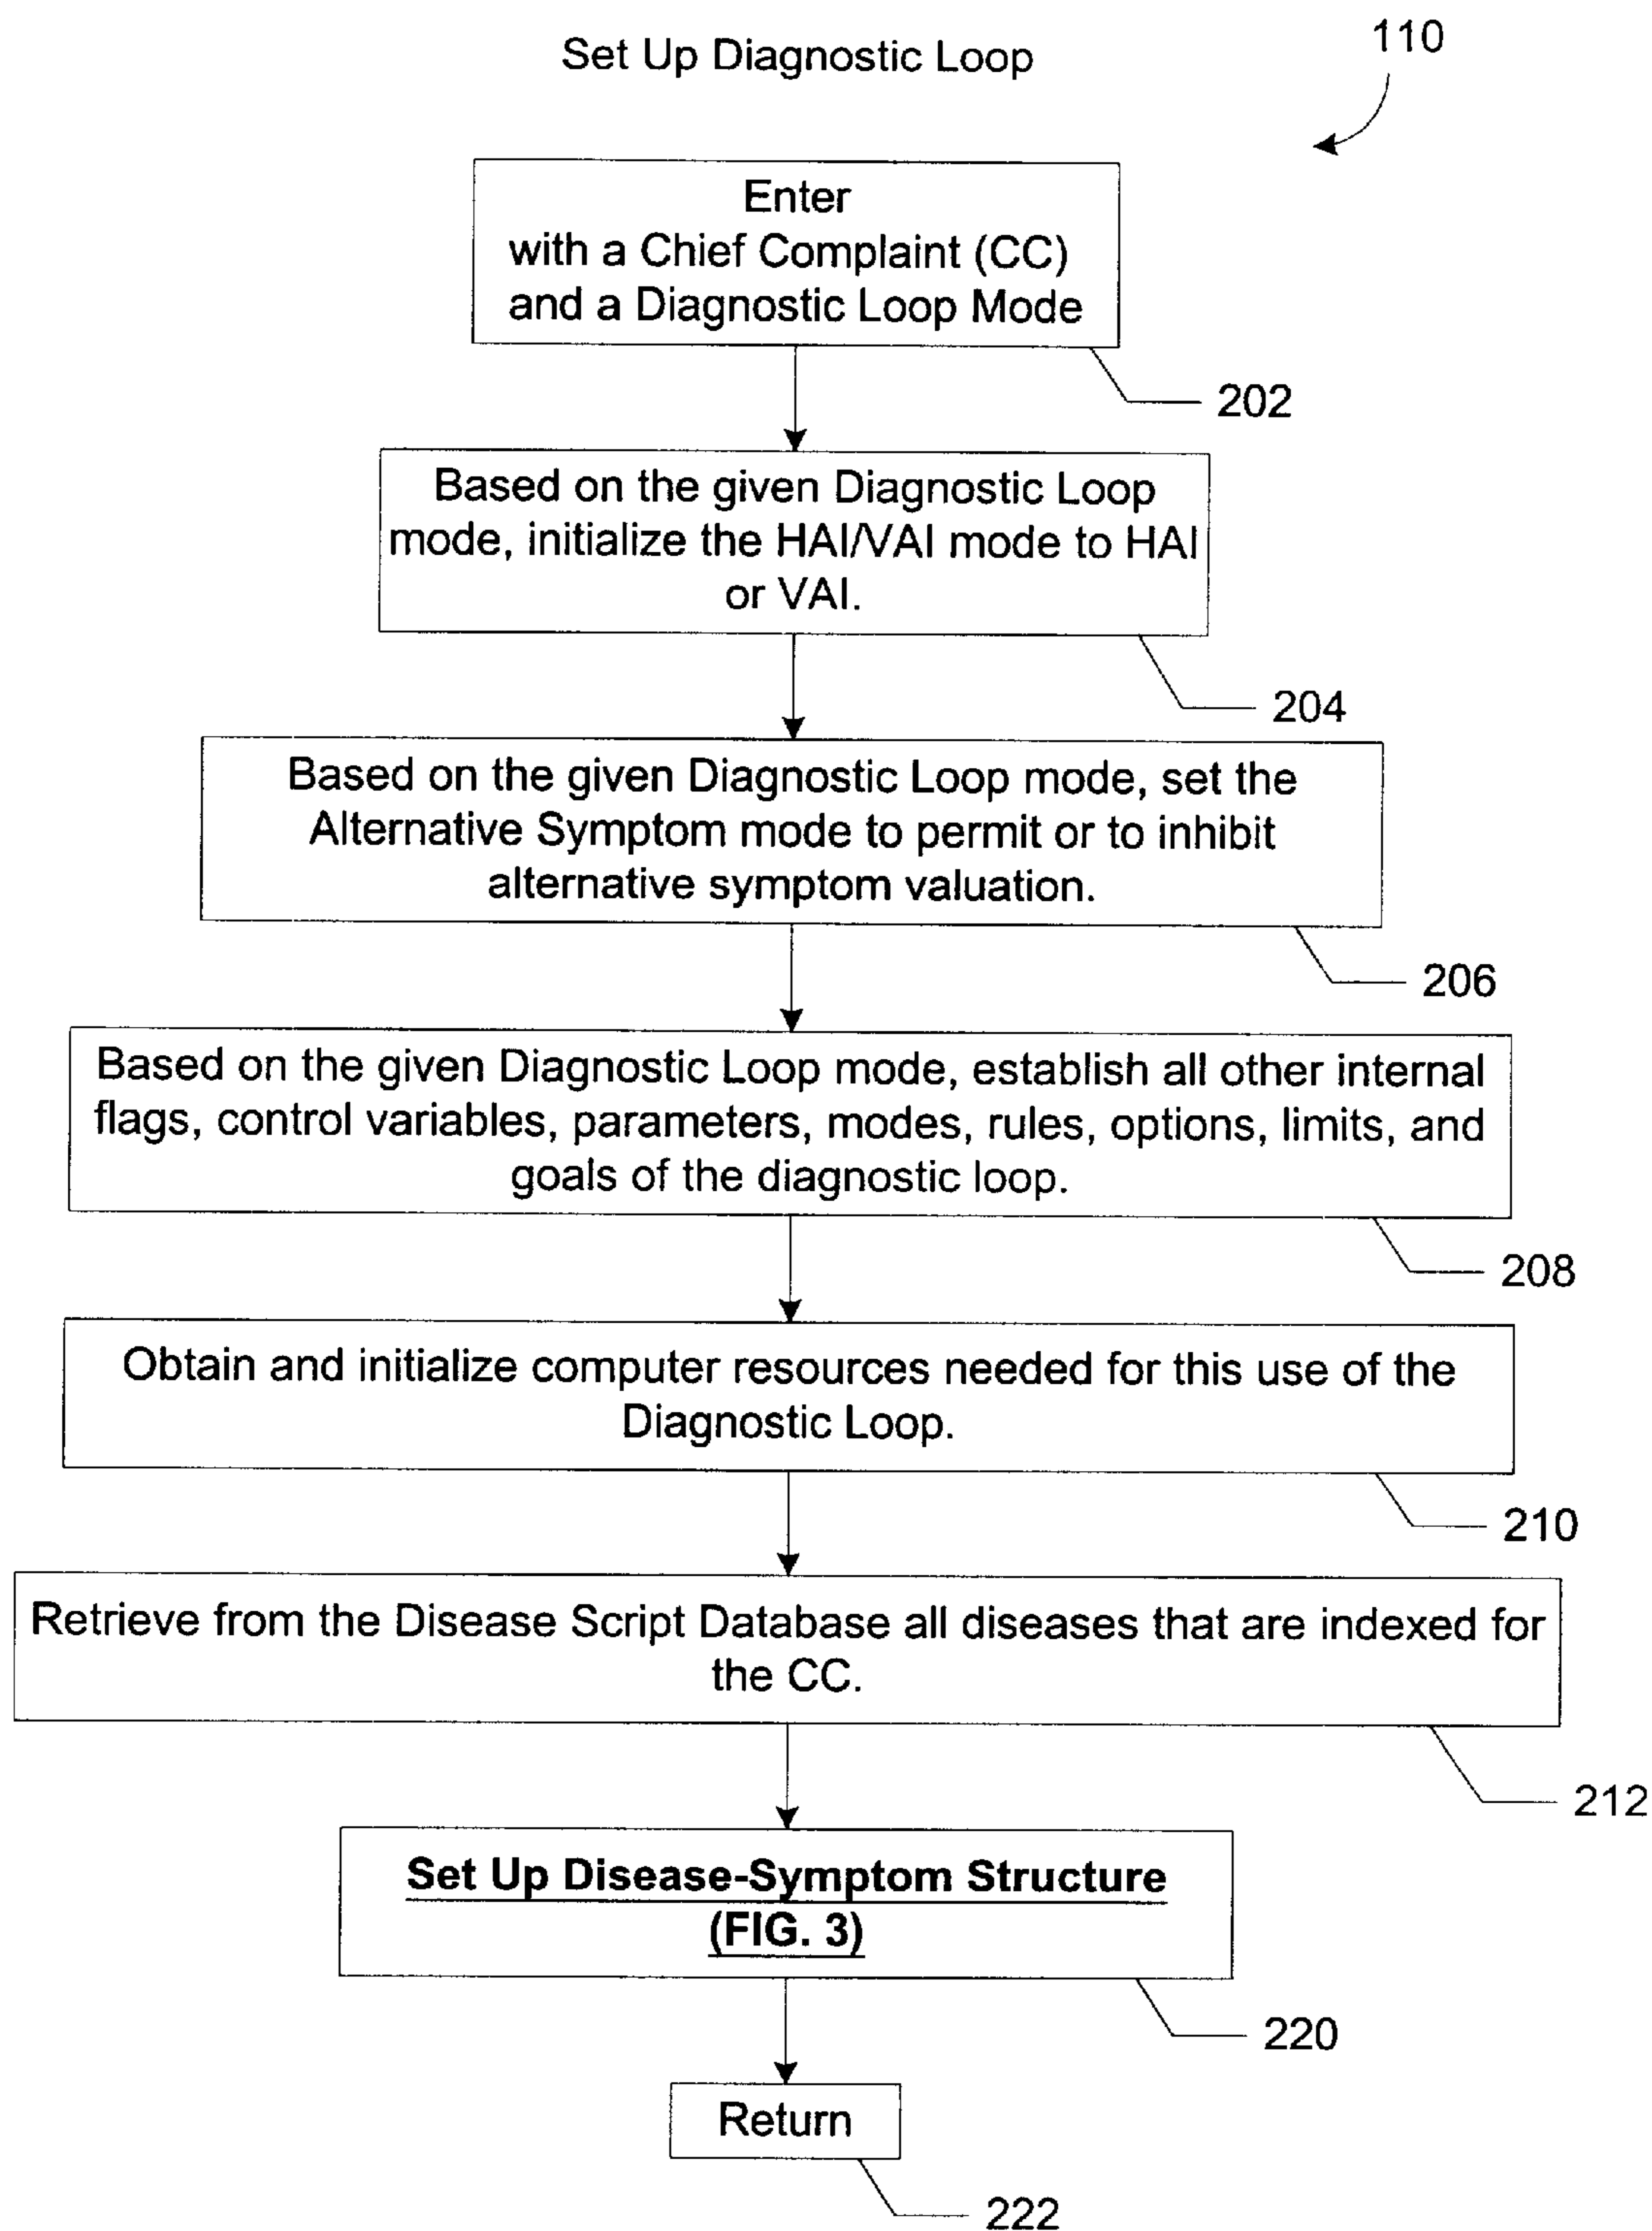 Set Up Diagnostic Loop
110
Enter
with a Chief Complaint (CC)
and a Diagnostic Loop Mode
202
Based on the given Diagnostic Loop
mode, initialize the HAI/VAI mode to HAI
or VAI.
204
Based on the given Diagnostic Loop mode, set the
Alternative Symptom mode to permit or to inhibit
alternative symptom valuation.
206
Based on the given Diagnostic Loop mode, establish all other internal
flags, control variables, parameters, modes, rules, options, limits, and
goals of the diagnostic loop.
208
Obtain and initialize computer resources needed for this use of the
Diagnostic Loop.
210
Retrieve from the Disease Script Database all diseases that are indexed for
the CC.
212
Set Up Disease-Symptom Structure
(FIG. 3)
220
Return
222